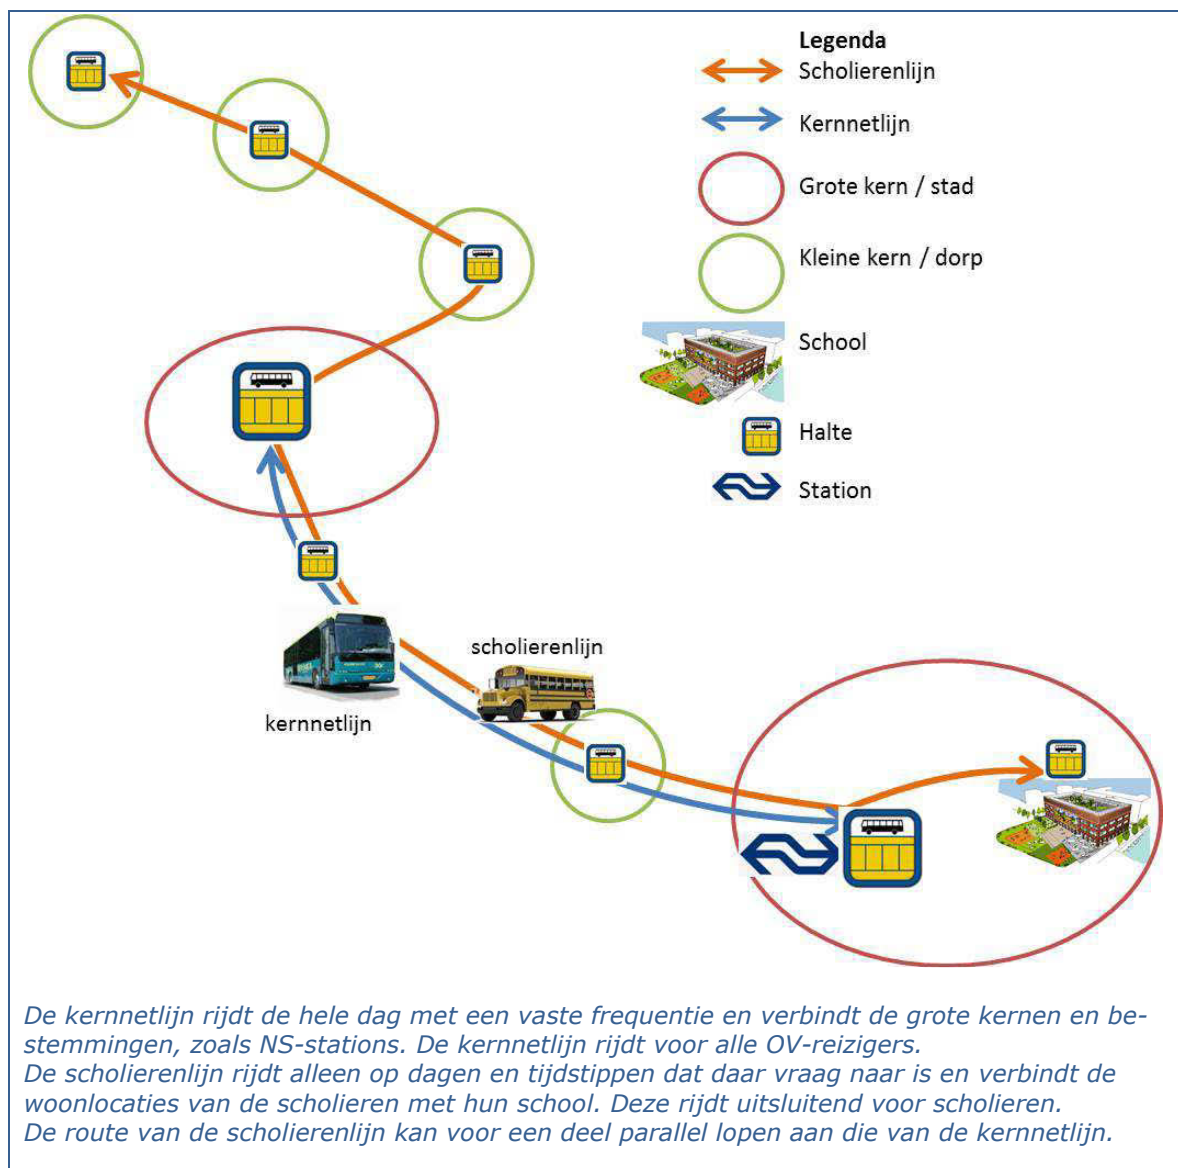 Legenda
Scholierenlijn
Kernnetlijn
Grote kern / stad
Kleine kern / dorp
School
Halte
Station
scholierenlijn
kernnetlijn
De kernnetlijn rijdt de hele dag met een vaste frequentie en verbindt de grote kernen en be-
stemmingen, zoals NS-stations. De kernnetlijn rijdt voor alle OV-reizigers.
De scholierenlijn rijdt alleen op dagen en tijdstippen dat daar vraag naar is en verbindt de
woonlocaties van de scholieren met hun school. Deze rijdt uitsluitend voor scholieren.
De route van de scholierenlijn kan voor een deel parallel lopen aan die van de kernnetlijn.